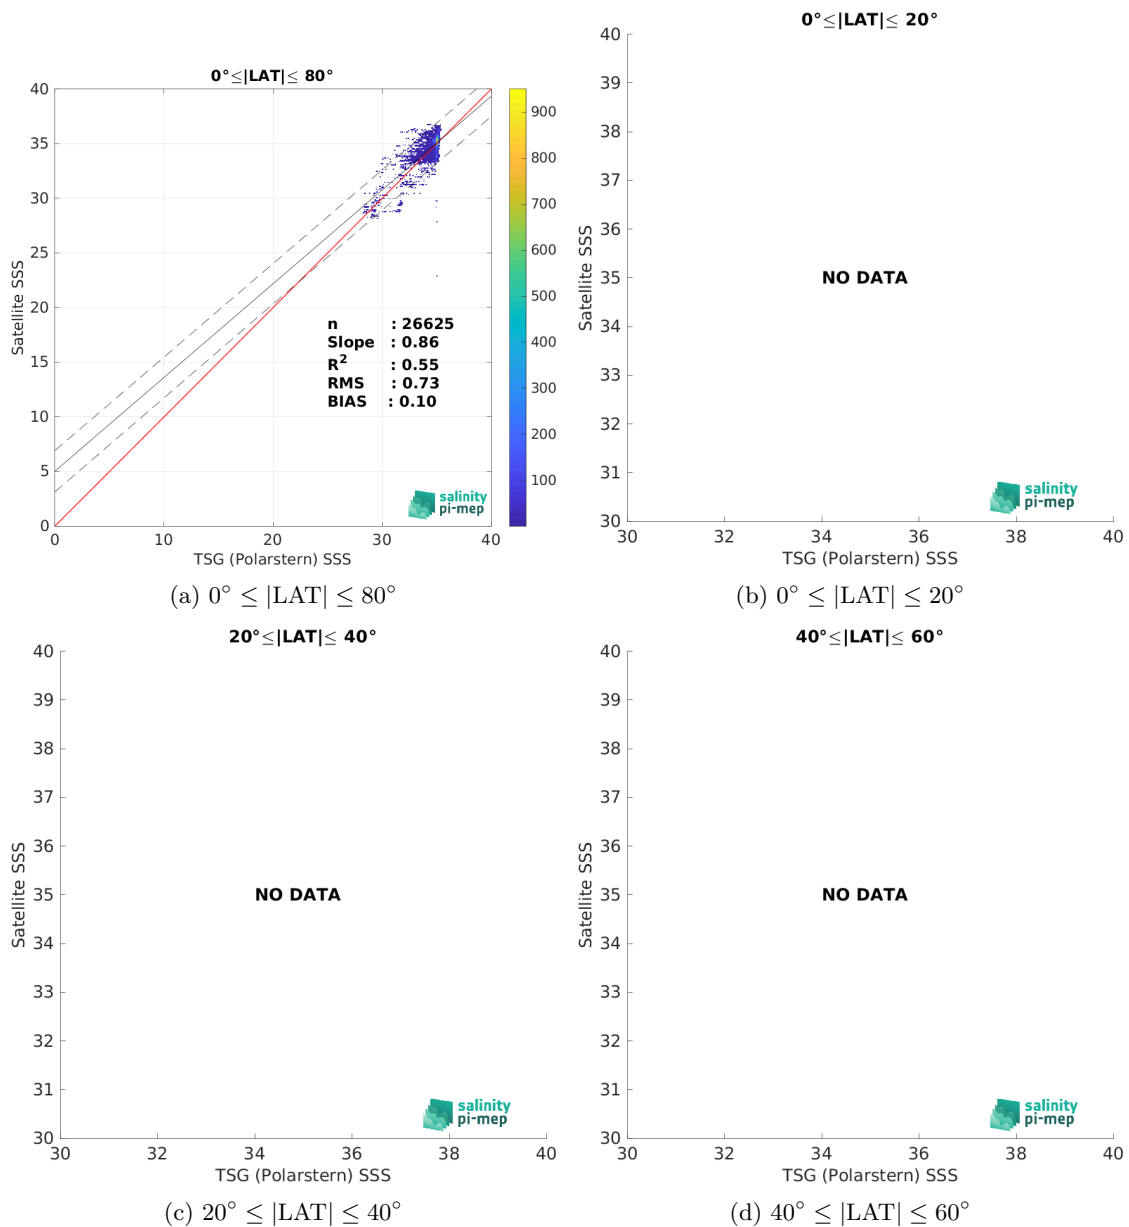 0°≤|LAT|≤ 80°
40
35
30
25
20
15
10
5
0
0
10
20
30
40
Satellite SSS
TSG (Polarstern) SSS
n : 26625
Slope : 0.86
R² : 0.55
RMS : 0.73
BIAS : 0.10
900
800
700
600
500
400
300
200
100
salinity
pi-mep
(a) 0° ≤ |LAT| ≤ 80°
0°≤|LAT|≤ 20°
40
39
38
37
36
35
34
33
32
31
30
30
32
34
36
38
40
Satellite SSS
TSG (Polarstern) SSS
NO DATA
salinity
pi-mep
(b) 0° ≤ |LAT| ≤ 20°
20°≤|LAT|≤ 40°
40
39
38
37
36
35
34
33
32
31
30
30
32
34
36
38
40
Satellite SSS
TSG (Polarstern) SSS
NO DATA
salinity
pi-mep
(c) 20° ≤ |LAT| ≤ 40°
40°≤|LAT|≤ 60°
40
39
38
37
36
35
34
33
32
31
30
30
32
34
36
38
40
Satellite SSS
TSG (Polarstern) SSS
NO DATA
salinity
pi-mep
(d) 40° ≤ |LAT| ≤ 60°